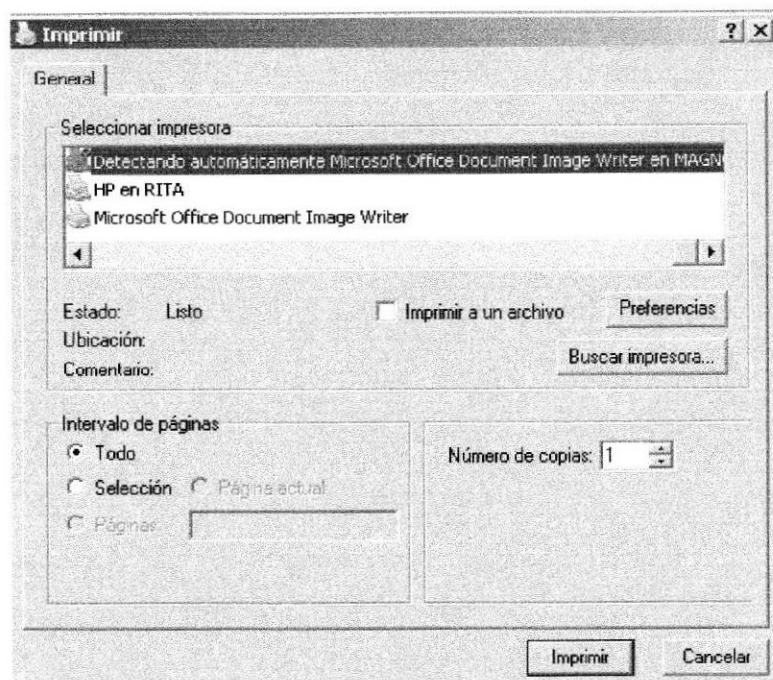 Imprimir
General
Seleccionar impresora
Detectando automáticamente Microsoft Office Document Image Writer en MAGN
HP en RITA
Microsoft Office Document Image Writer
Estado: Listo
Imprimir a un archivo
Preferencias
Ubicación:
Buscar impresora...
Comentario:
Intervalo de páginas
Todo
Número de copias: 1
Selección
Página actual
Páginas
Imprimir
Cancelar